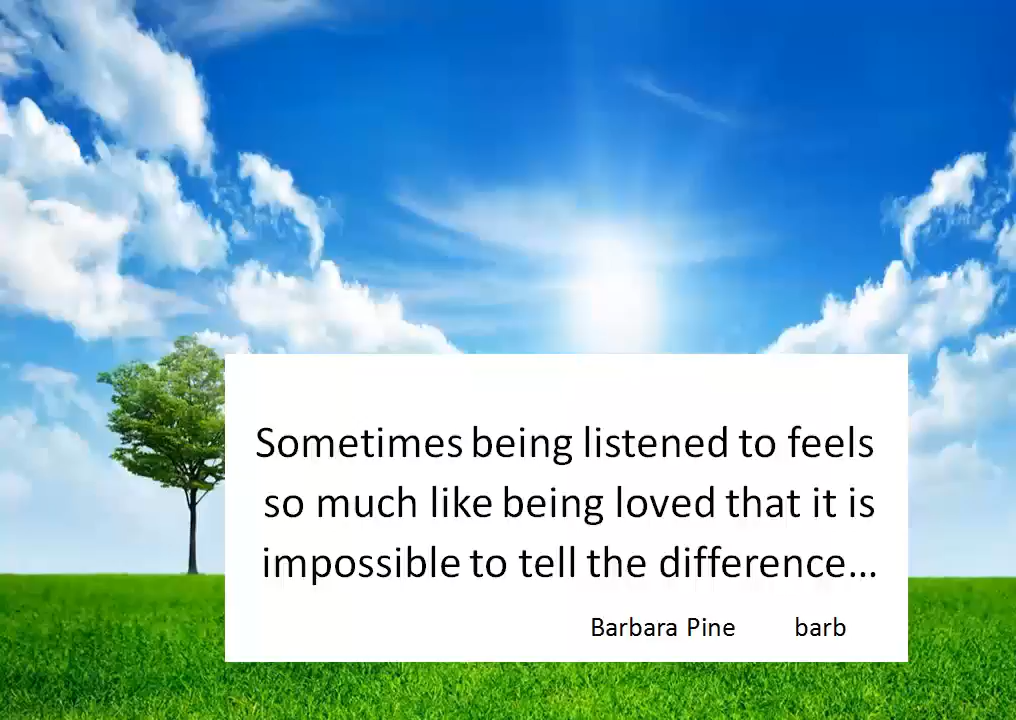 Sometimes being listened to feels
so much like being loved that it is
impossible to tell the difference…
Barbara Pine barb